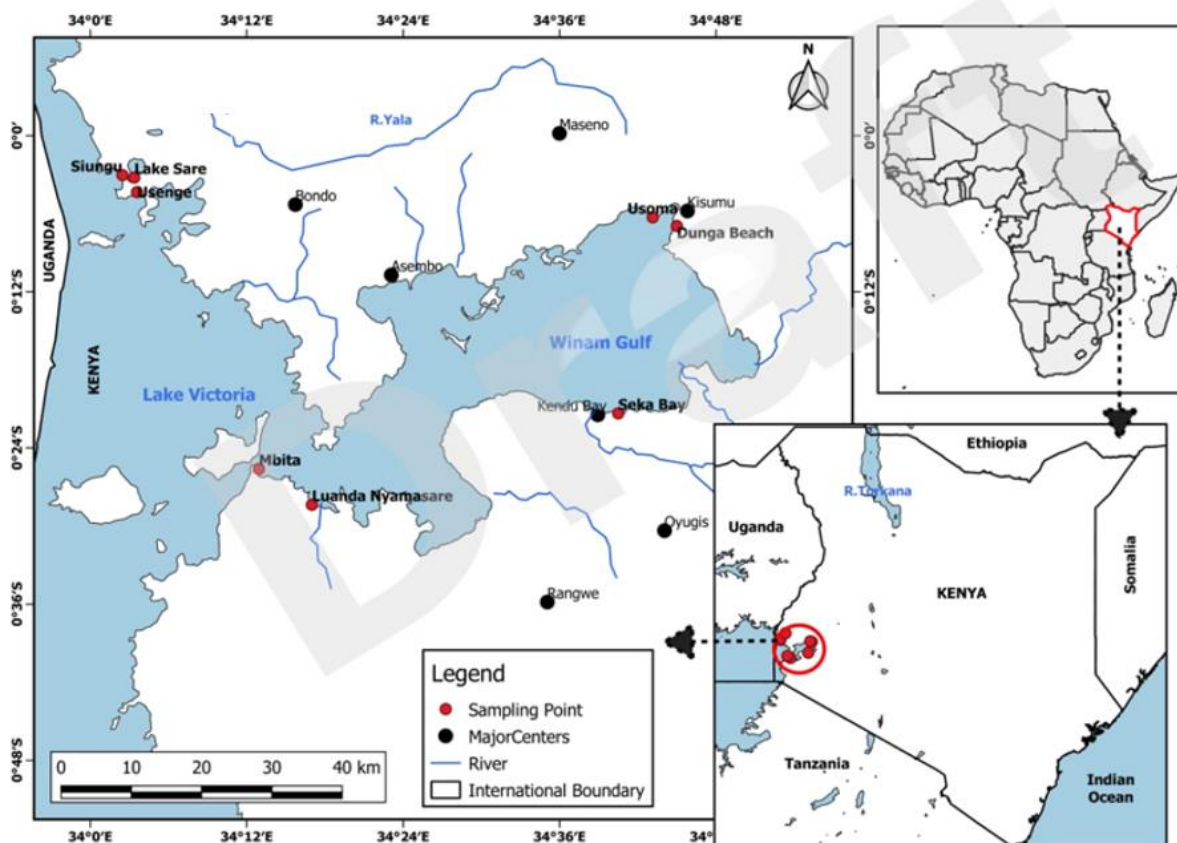 34°0'E
34°12'E
34°24'E
34°36'E
34°48'E
N
R.Yala
Maseno
0°0'
0°0'
Siungu
Lake Sare
Usenge
Bondo
Usoma
Kisumu
Dunga Beach
UGANDA
Asembo
0°12'S
0°12'S
Winam Gulf
KENYA
Lake Victoria
Kendu Bay
Seka Bay
0°24'S
Mbita
Luanda Nyamasare
Oyugis
0°36'S
Rangwe
0°48'S
Legend
Sampling Point
MajorCenters
River
International Boundary
0
10
20
30
40 km
34°0'E
34°12'E
34°24'E
34°36'E
Ethiopia
R.Turkana
Uganda
Somalia
KENYA
Tanzania
Indian
Ocean
Draft